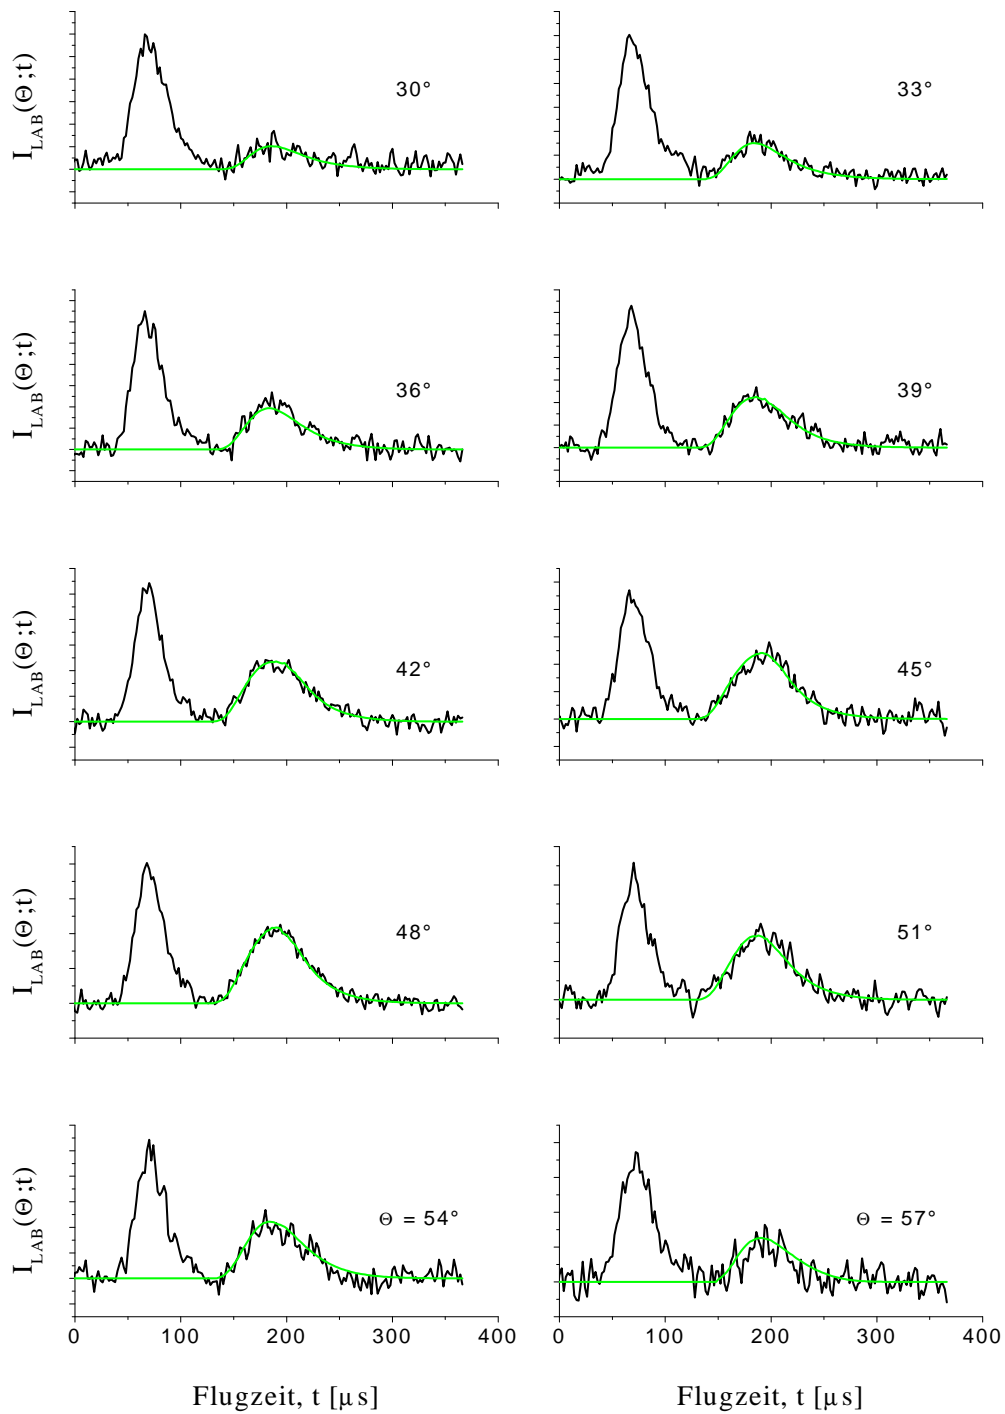 I_LAB(Θ;t)
30°
33°
I_LAB(Θ;t)
36°
39°
I_LAB(Θ;t)
42°
45°
I_LAB(Θ;t)
48°
51°
I_LAB(Θ;t)
Θ = 54°
Θ = 57°
0 100 200 300 400
0 100 200 300 400
Flugzeit, t [μs]
Flugzeit, t [μs]